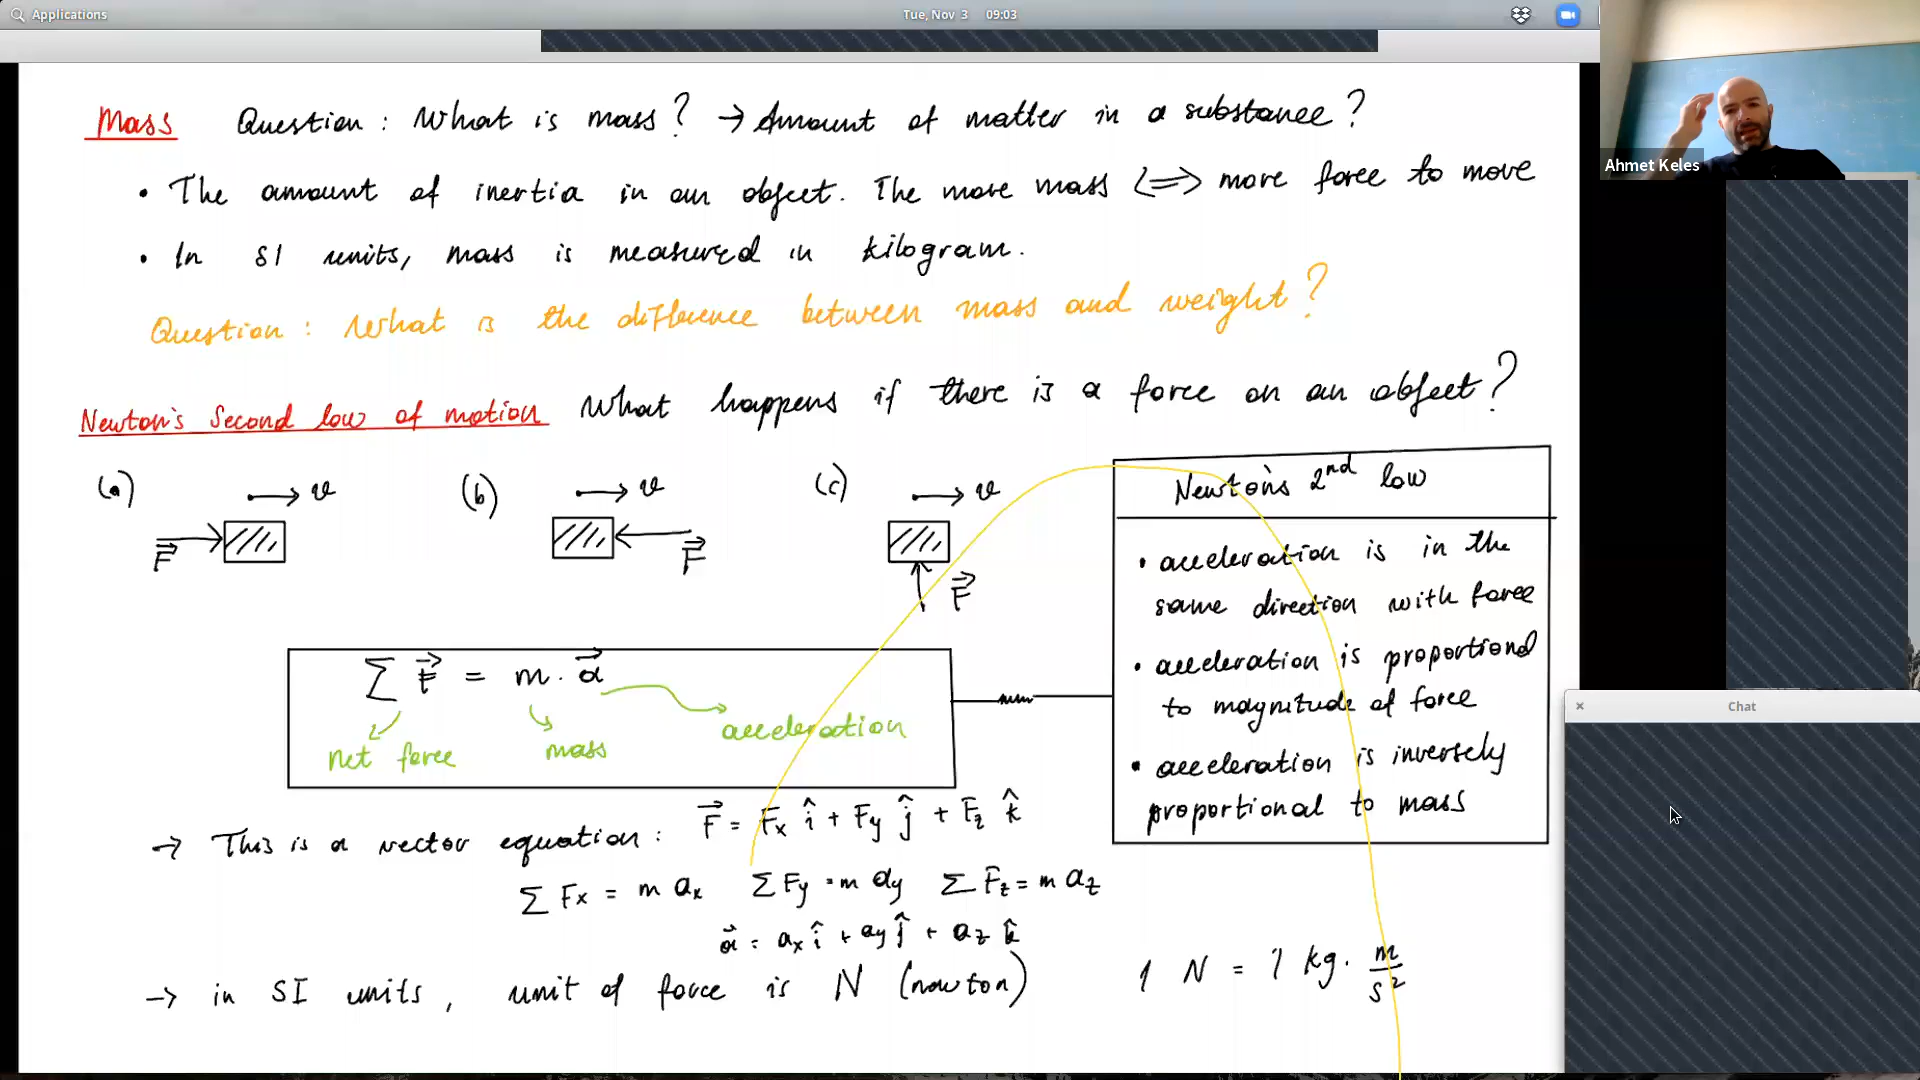 Applications
Tue, Nov 3 09:03
Ahmet Keles
Mass Question : What is mass? → Amount of matter in a substance?
• The amount of inertia in an object. The more mass <=> more force to move
• In SI units, mass is measured in kilogram.
Question : What is the difference between mass and weight?
Newton's Second law of motion What happens if there is a force on an object?
(a) v
F⃗
(b) v
F⃗
(c) v
F⃗
Newton's 2nd law
• acceleration is in the
same direction with force
• acceleration is proportional
to magnitude of force
• acceleration is inversely
proportional to mass
∑ F⃗ = m . a⃗
net force mass acceleration
→ This is a vector equation : F⃗ = Fx î + Fy ĵ + Fz k̂
∑ Fx = m ax ∑ Fy = m ay ∑ Fz = m az
a⃗ = ax î + ay ĵ + az k̂
→ in SI units, unit of force is N (newton) 1 N = 1 kg . m/s²
Chat